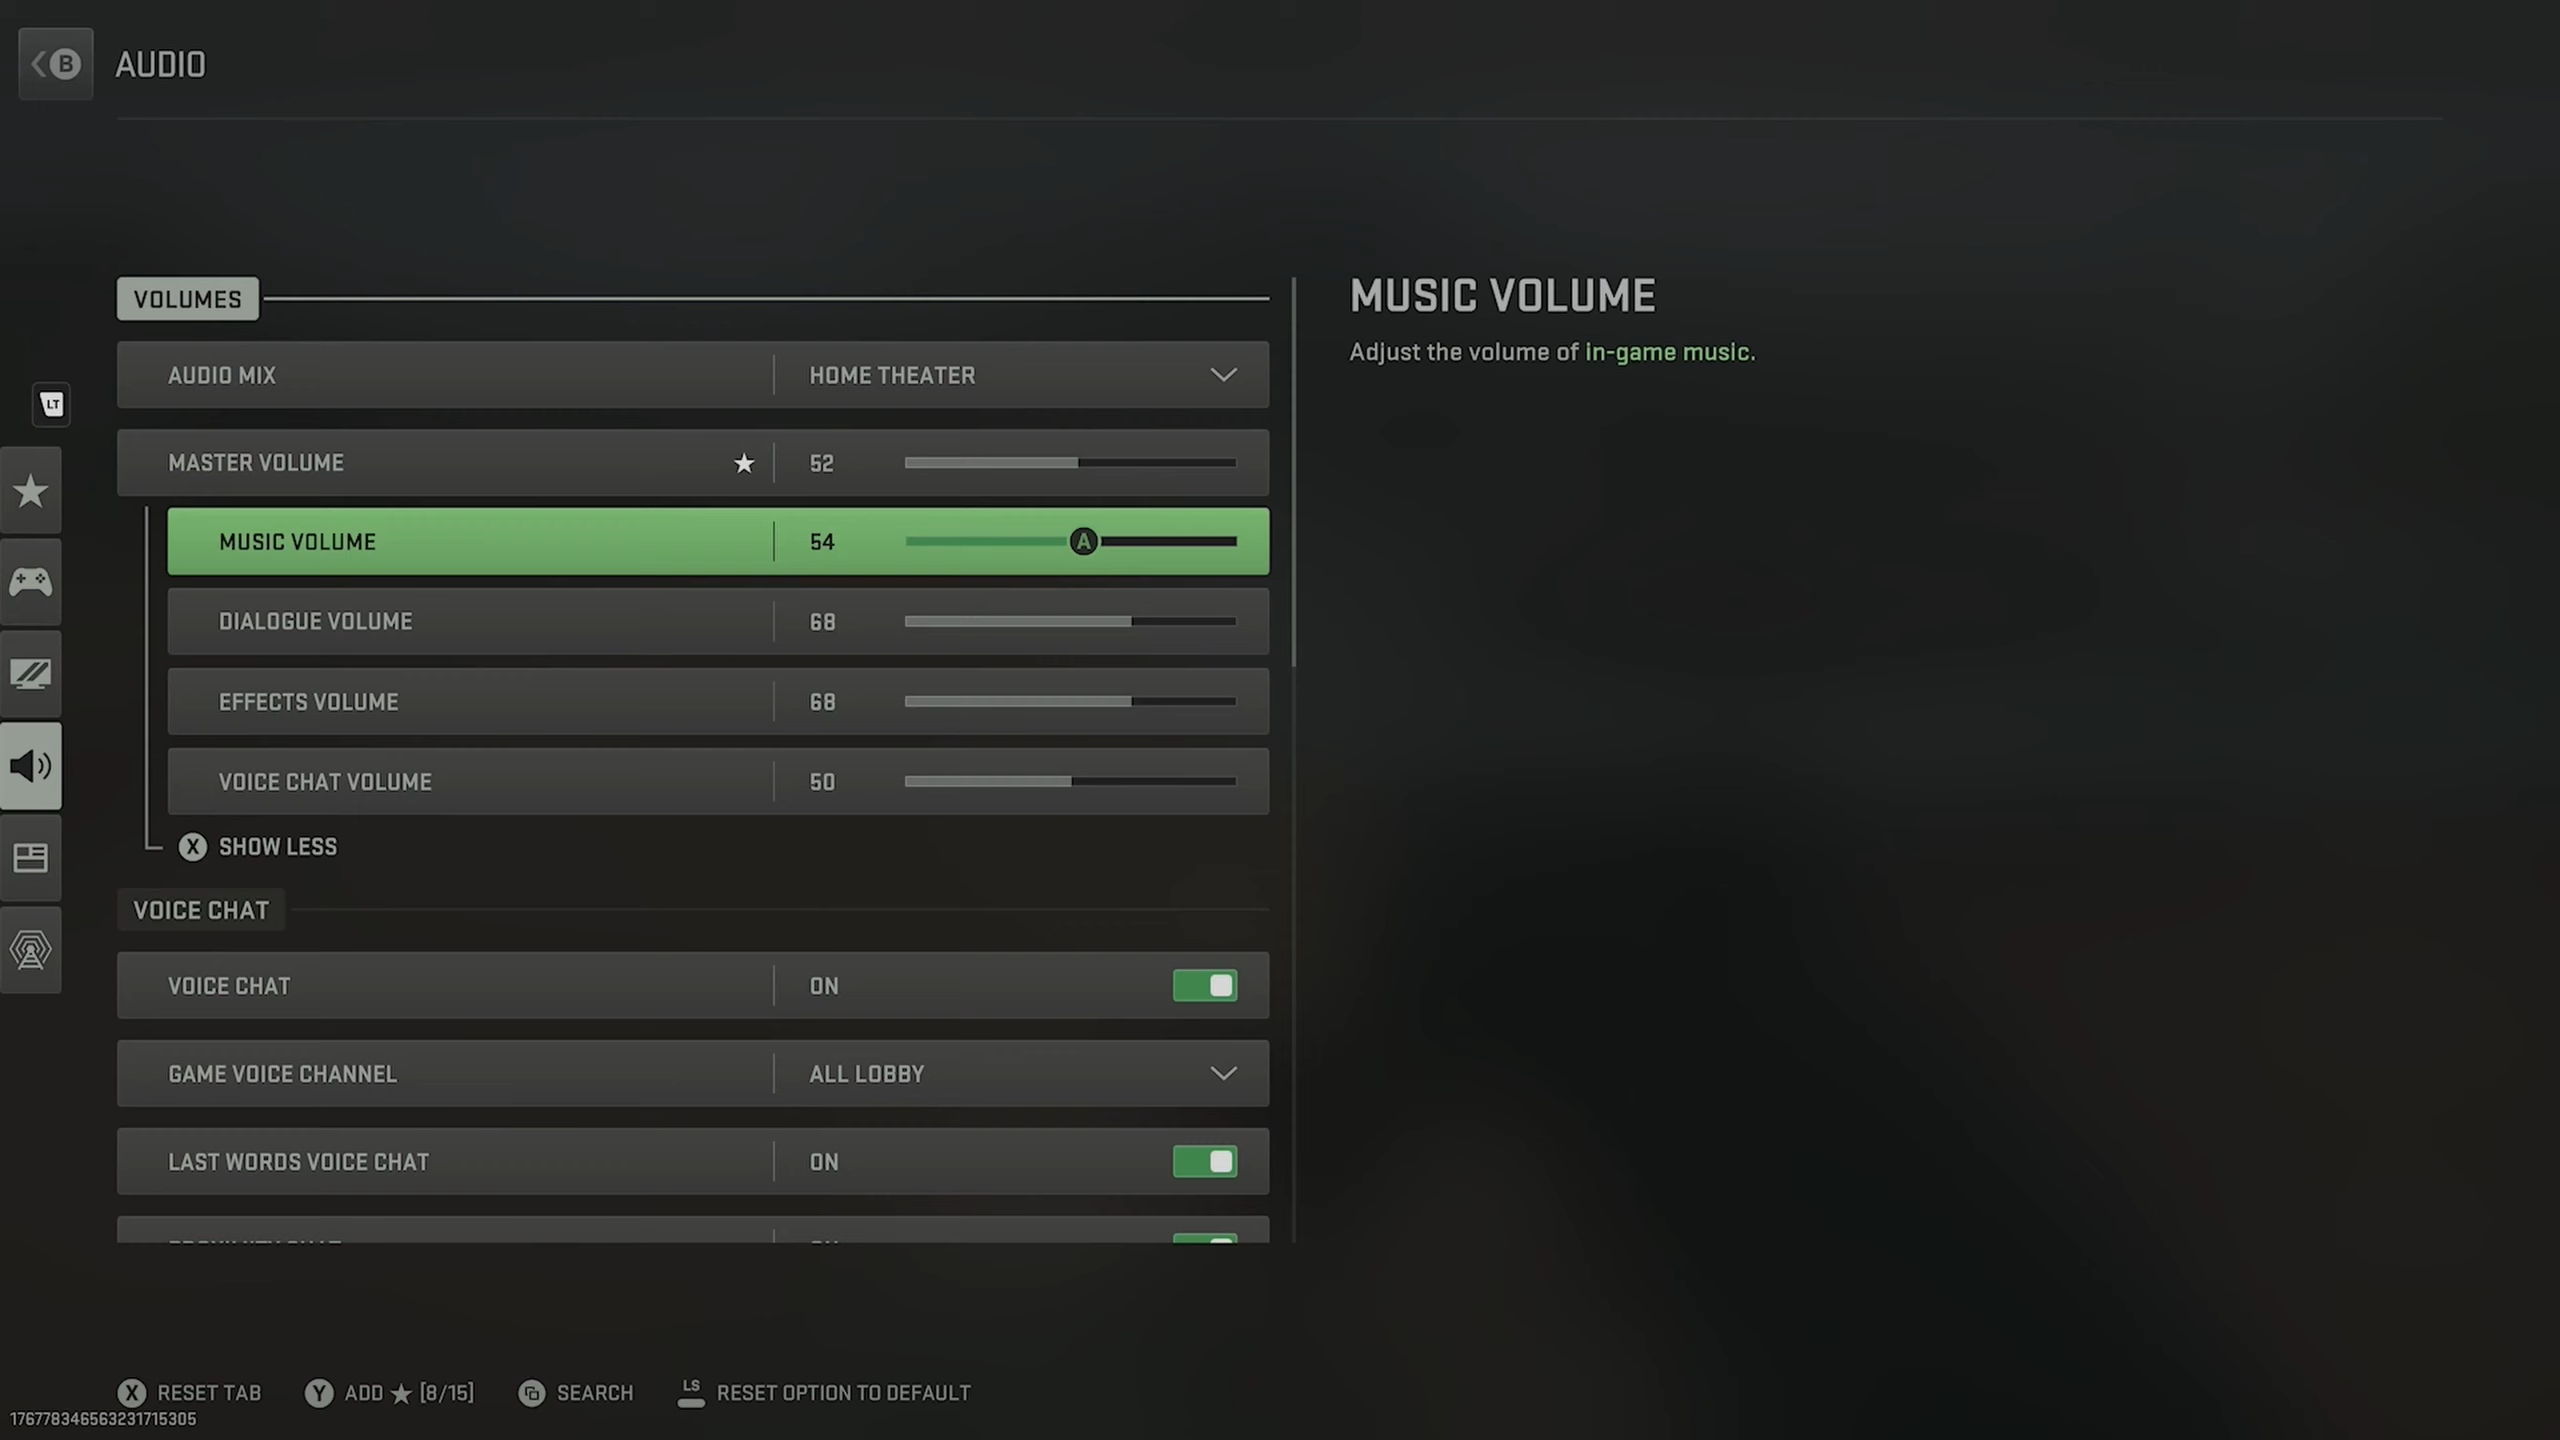 B
AUDIO
VOLUMES
AUDIO MIX
HOME THEATER
LT
MASTER VOLUME ★ 52
MUSIC VOLUME 54 A
DIALOGUE VOLUME 68
EFFECTS VOLUME 68
VOICE CHAT VOLUME 50
X SHOW LESS
VOICE CHAT
VOICE CHAT ON
GAME VOICE CHANNEL ALL LOBBY
LAST WORDS VOICE CHAT ON
MUSIC VOLUME
Adjust the volume of in-game music.
X RESET TAB Y ADD ★ [8/15] SEARCH LS RESET OPTION TO DEFAULT
176778346563231715305